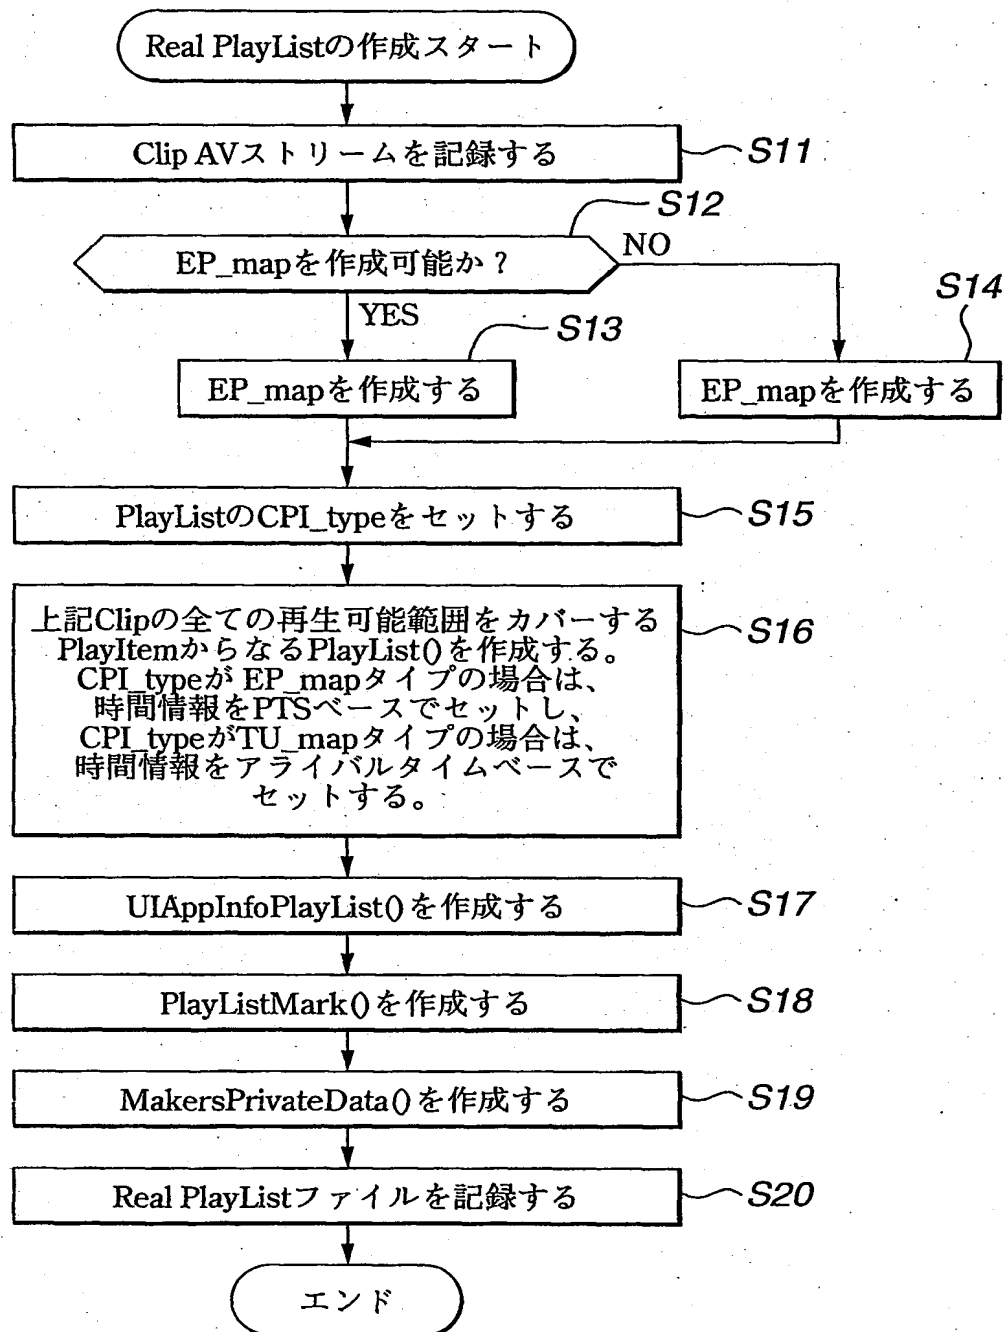 Real PlayListの作成スタート
Clip AVストリームを記録する
S11
S12
EP_mapを作成可能か？
NO
YES
S13
S14
EP_mapを作成する
EP_mapを作成する
PlayListのCPI_typeをセットする
S15
上記Clipの全ての再生可能範囲をカバーする
PlayItemからなるPlayList()を作成する。
CPI_typeが EP_mapタイプの場合は、
時間情報をPTSベースでセットし、
CPI_typeがTU_mapタイプの場合は、
時間情報をアライバルタイムベースで
セットする。
S16
UIAppInfoPlayList()を作成する
S17
PlayListMark()を作成する
S18
MakersPrivateData()を作成する
S19
Real PlayListファイルを記録する
S20
エンド